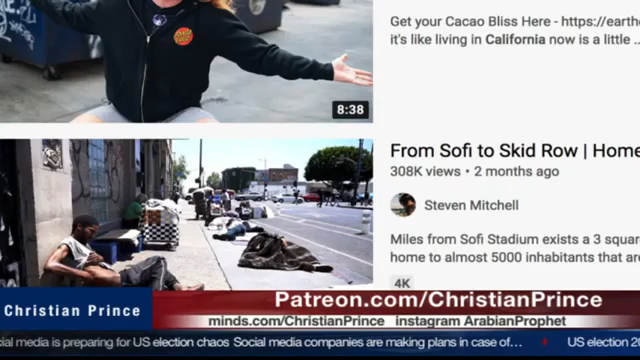 Get your Cacao Bliss Here - https://earthe
it's like living in California now is a little ...
8:38
From Sofi to Skid Row | Home
308K views • 2 months ago
Steven Mitchell
Miles from Sofi Stadium exists a 3 squar
home to almost 5000 inhabitants that are
4K
Christian Prince
Patreon.com/ChristianPrince
minds.com/ChristianPrince instagram ArabianProphet
cial media is preparing for US election chaos Social media companies are making plans in case of... + US election 20